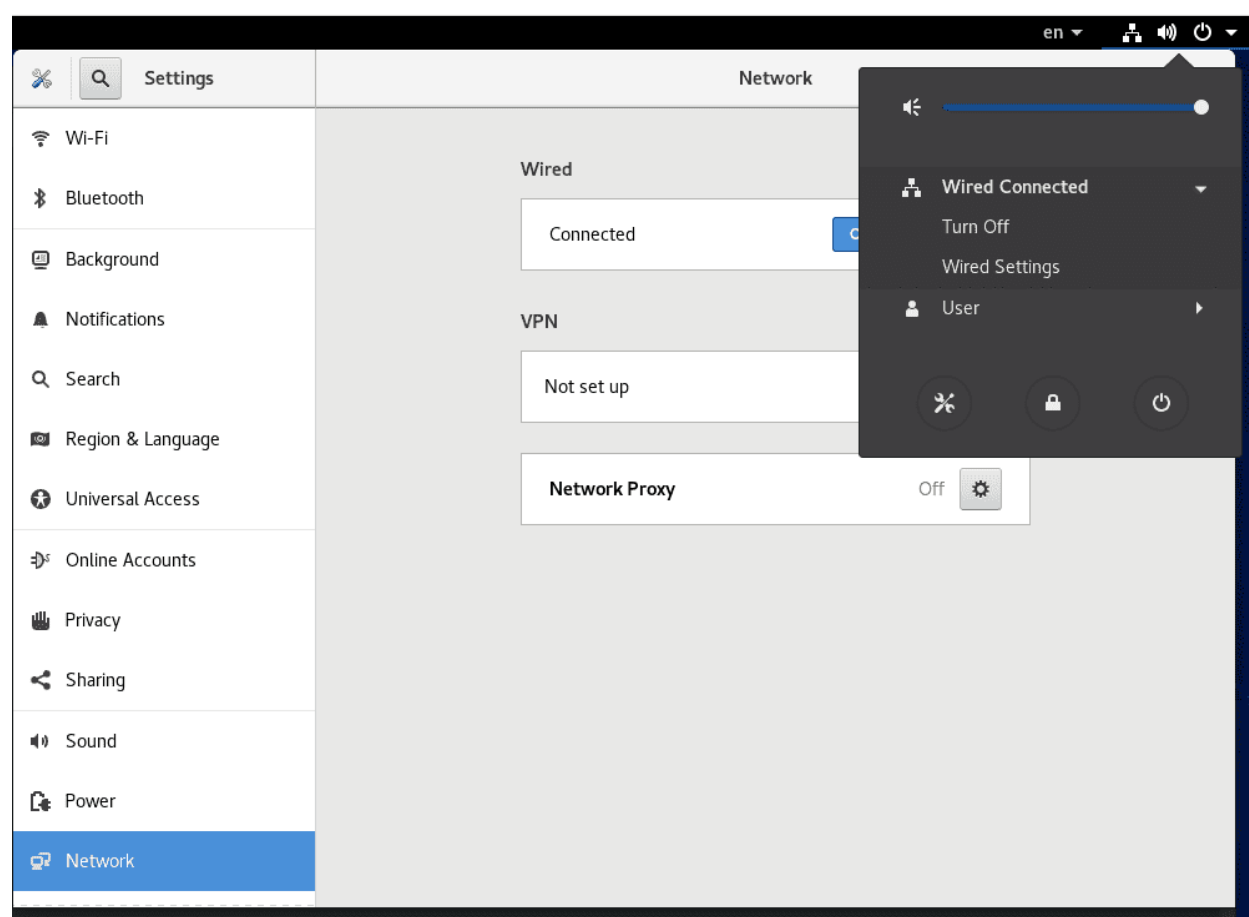 en
Settings
Network
Wi-Fi
Bluetooth
Background
Notifications
Search
Region & Language
Universal Access
Online Accounts
Privacy
Sharing
Sound
Power
Network
Wired
Connected
VPN
Not set up
Network Proxy
Off
Wired Connected
Turn Off
Wired Settings
User